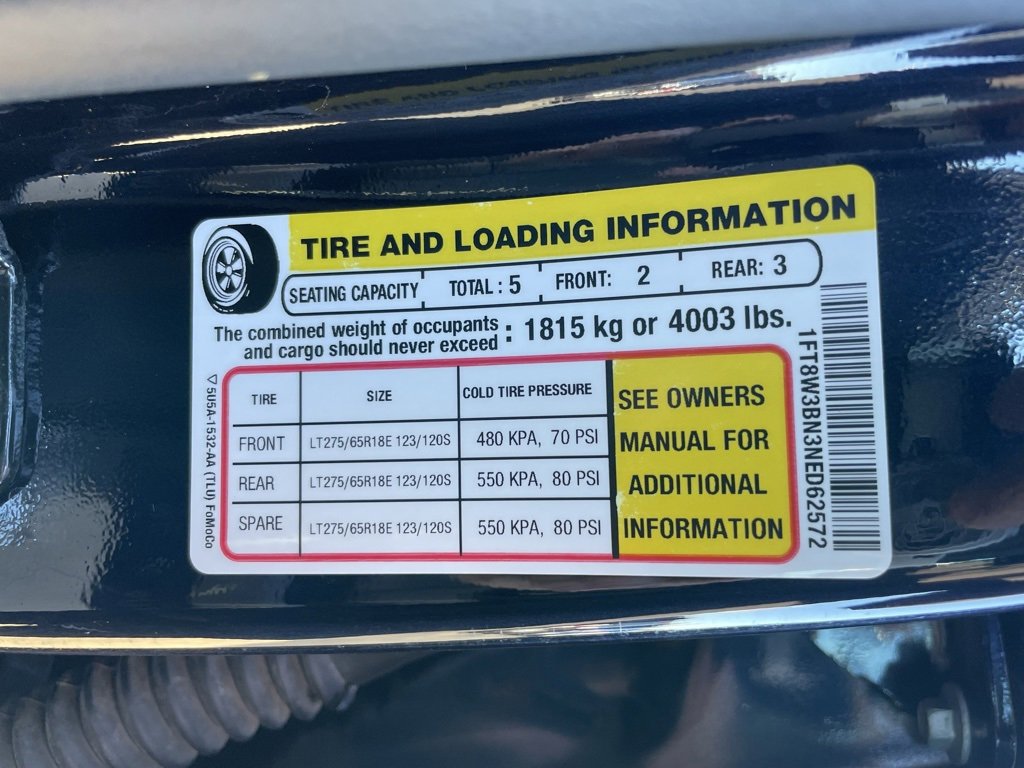 TIRE AND LOADING INFORMATION
SEATING CAPACITY TOTAL : 5 FRONT: 2 REAR: 3
The combined weight of occupants
and cargo should never exceed : 1815 kg or 4003 lbs.
TIRE SIZE COLD TIRE PRESSURE
FRONT LT275/65R18E 123/120S 480 KPA, 70 PSI
REAR LT275/65R18E 123/120S 550 KPA, 80 PSI
SPARE LT275/65R18E 123/120S 550 KPA, 80 PSI
SEE OWNERS
MANUAL FOR
ADDITIONAL
INFORMATION
5U5A-1532-AA (TLU) FoMoCo
1FT8W3BN3NED62572